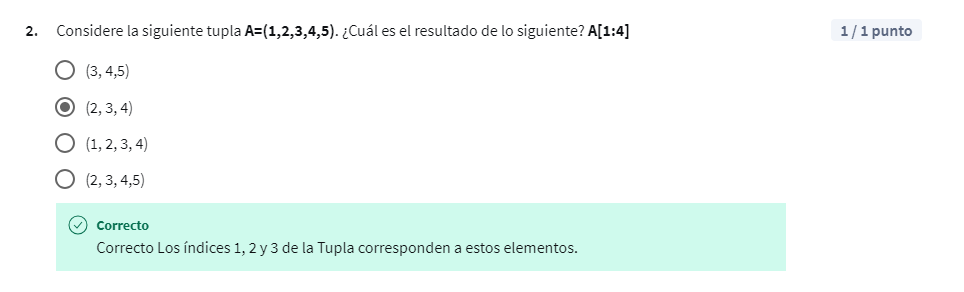 2. Considere la siguiente tupla A=(1,2,3,4,5). ¿Cuál es el resultado de lo siguiente? A[1:4]
1 / 1 punto
(3, 4,5)
(2, 3, 4)
(1, 2, 3, 4)
(2, 3, 4,5)
Correcto
Correcto Los índices 1, 2 y 3 de la Tupla corresponden a estos elementos.